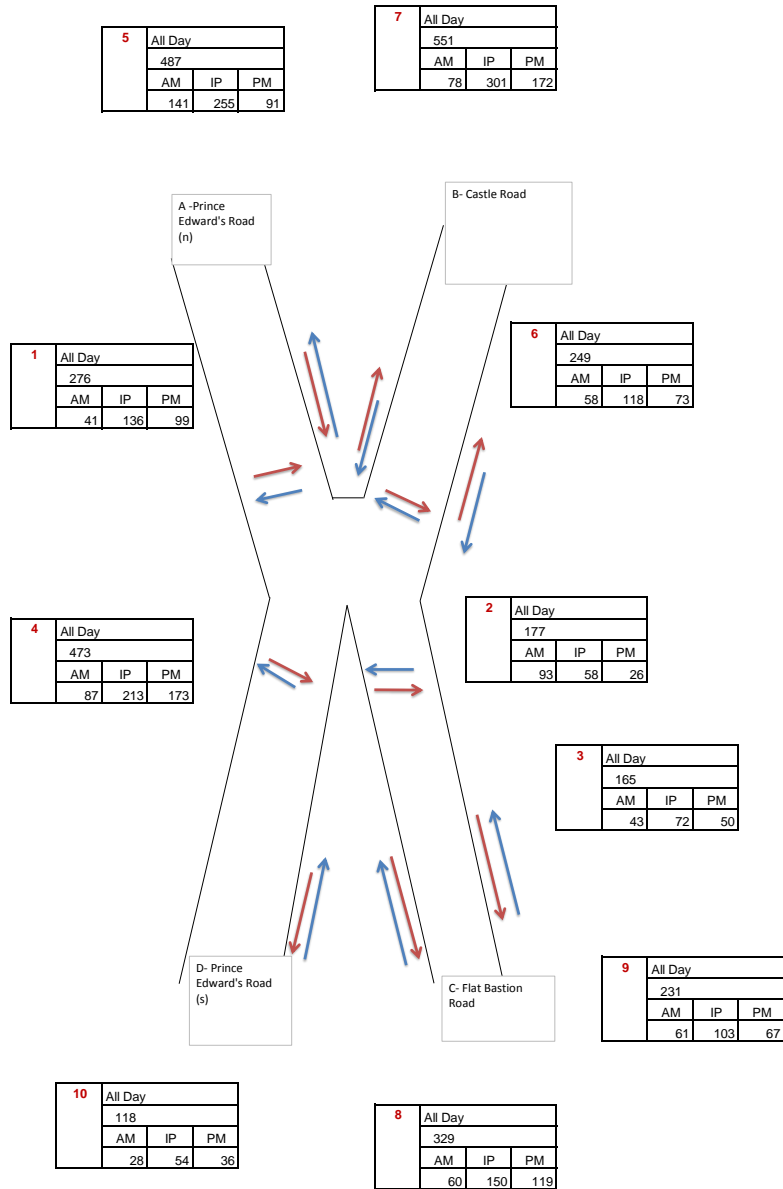 5 All Day
487
AM IP PM
141 255 91
7 All Day
551
AM IP PM
78 301 172
A -Prince
Edward's Road
(n)
B- Castle Road
1 All Day
276
AM IP PM
41 136 99
6 All Day
249
AM IP PM
58 118 73
4 All Day
473
AM IP PM
87 213 173
2 All Day
177
AM IP PM
93 58 26
3 All Day
165
AM IP PM
43 72 50
D- Prince
Edward's Road
(s)
C- Flat Bastion
Road
9 All Day
231
AM IP PM
61 103 67
10 All Day
118
AM IP PM
28 54 36
8 All Day
329
AM IP PM
60 150 119